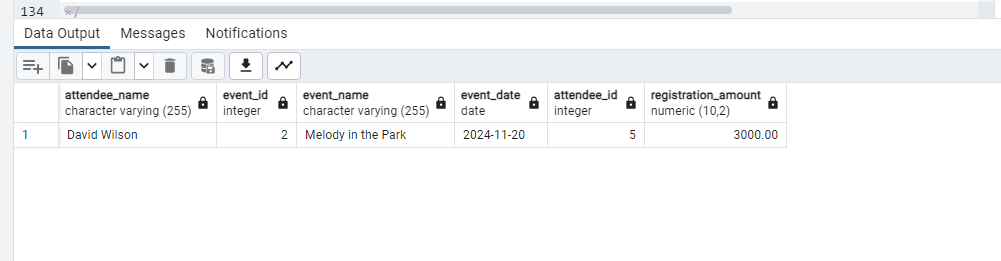 134 */
Data Output Messages Notifications
attendee_name event_id event_name event_date attendee_id registration_amount
character varying (255) integer character varying (255) date integer numeric (10,2)
1 David Wilson 2 Melody in the Park 2024-11-20 5 3000.00